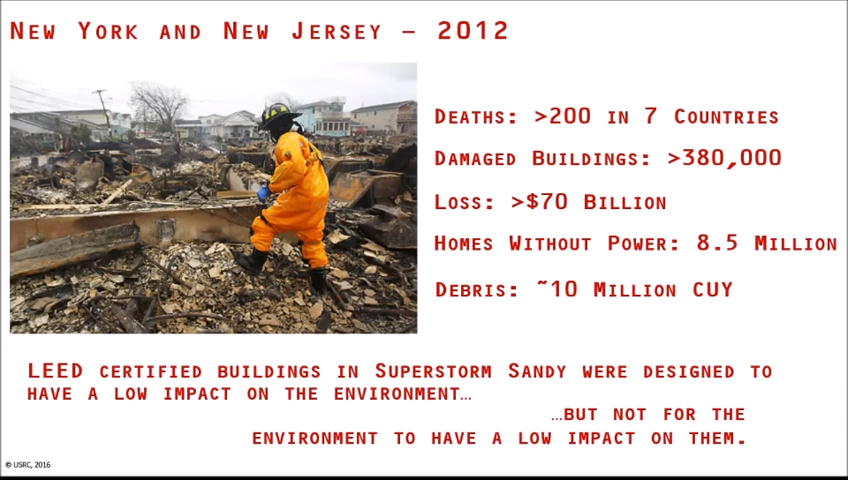 New York and New Jersey – 2012
Deaths: >200 in 7 Countries
Damaged Buildings: >380,000
Loss: >$70 Billion
Homes Without Power: 8.5 Million
Debris: ~10 Million CUY
LEED certified buildings in Superstorm Sandy were designed to
have a low impact on the environment…
…but not for the
environment to have a low impact on them.
© USRC, 2016